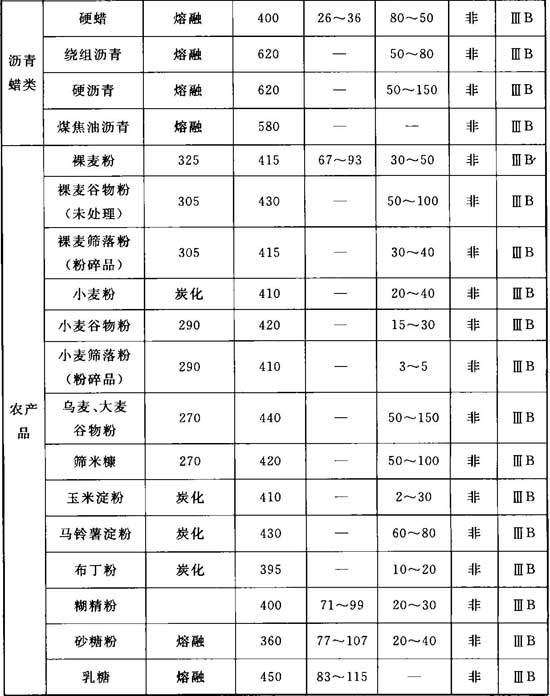 沥青
蜡类
硬蜡 熔融 400 26～36 80～50 非 ⅢB
绕组沥青 熔融 620 — 50～80 非 ⅢB
硬沥青 熔融 620 — 50～150 非 ⅢB
煤焦油沥青 熔融 580 — — 非 ⅢB
农产
品
裸麦粉 325 415 67～93 30～50 非 ⅢB
裸麦谷物粉
（未处理） 305 430 — 50～100 非 ⅢB
裸麦筛落粉
（粉碎品） 305 415 — 30～40 非 ⅢB
小麦粉 炭化 410 — 20～40 非 ⅢB
小麦谷物粉 290 420 — 15～30 非 ⅢB
小麦筛落粉
（粉碎品） 290 410 — 3～5 非 ⅢB
乌麦、大麦
谷物粉 270 440 — 50～150 非 ⅢB
筛米糠 270 420 — 50～100 非 ⅢB
玉米淀粉 炭化 410 — 2～30 非 ⅢB
马铃薯淀粉 炭化 430 — 60～80 非 ⅢB
布丁粉 炭化 395 — 10～20 非 ⅢB
糊精粉 400 71～99 20～30 非 ⅢB
砂糖粉 熔融 360 77～107 20～40 非 ⅢB
乳糖 熔融 450 83～115 — 非 ⅢB